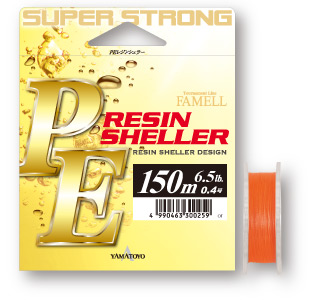 SUPER STRONG
PEレジンシェラー
Tournament Line
FAMELL
PE
RESIN
SHELLER
RESIN SHELLER DESIGN
150m
6.5lb.
0.4号
4 990463 300259
YAMATOYO